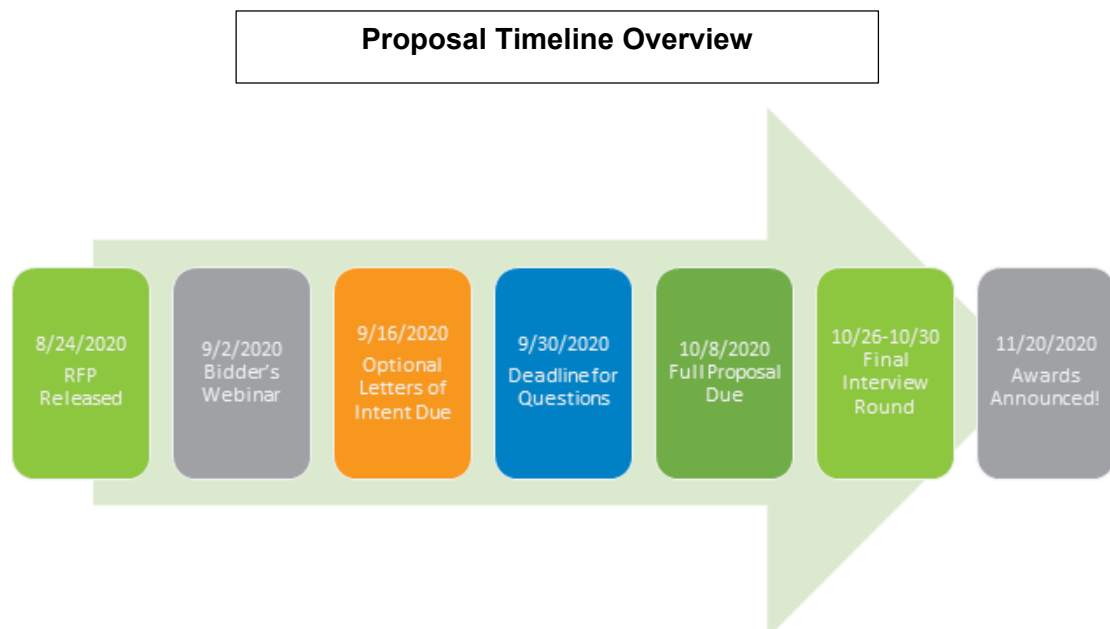 Proposal Timeline Overview
8/24/2020
RFP
Released
9/2/2020
Bidder's
Webinar
9/16/2020
Optional
Letters of
Intent Due
9/30/2020
Deadline for
Questions
10/8/2020
Full Proposal
Due
10/26-10/30
Final
Interview
Round
11/20/2020
Awards
Announced!